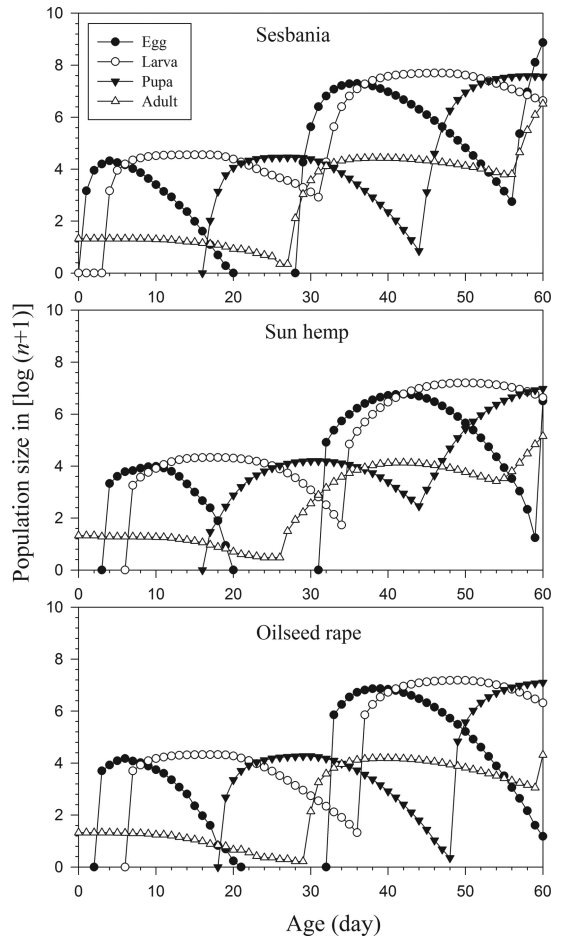 Sesbania
Egg
Larva
Pupa
Adult
10
8
6
4
2
0
0 10 20 30 40 50 60
Sun hemp
10
8
6
4
2
0
0 10 20 30 40 50 60
Oilseed rape
10
8
6
4
2
0
0 10 20 30 40 50 60
Population size in [log (n+1)]
Age (day)